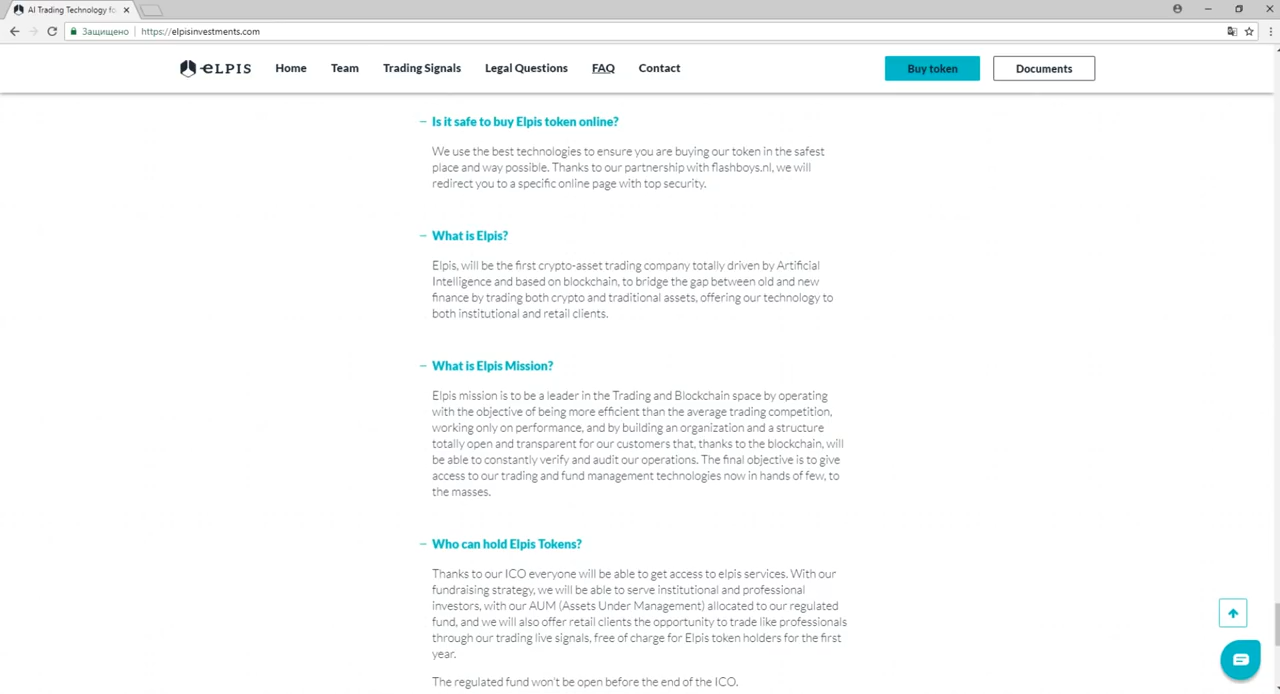 AI Trading Technology fo
Защищено
https://elpisinvestments.com
eLPIS
Home
Team
Trading Signals
Legal Questions
FAQ
Contact
Buy token
Documents
– Is it safe to buy Elpis token online?
We use the best technologies to ensure you are buying our token in the safest
place and way possible. Thanks to our partnership with flashboys.nl, we will
redirect you to a specific online page with top security.
– What is Elpis?
Elpis, will be the first crypto-asset trading company totally driven by Artificial
Intelligence and based on blockchain, to bridge the gap between old and new
finance by trading both crypto and traditional assets, offering our technology to
both institutional and retail clients.
– What is Elpis Mission?
Elpis mission is to be a leader in the Trading and Blockchain space by operating
with the objective of being more efficient than the average trading competition,
working only on performance, and by building an organization and a structure
totally open and transparent for our customers that, thanks to the blockchain, will
be able to constantly verify and audit our operations. The final objective is to give
access to our trading and fund management technologies now in hands of few, to
the masses.
– Who can hold Elpis Tokens?
Thanks to our ICO everyone will be able to get access to elpis services. With our
fundraising strategy, we will be able to serve institutional and professional
investors, with our AUM (Assets Under Management) allocated to our regulated
fund, and we will also offer retail clients the opportunity to trade like professionals
through our trading live signals, free of charge for Elpis token holders for the first
year.
The regulated fund won't be open before the end of the ICO.